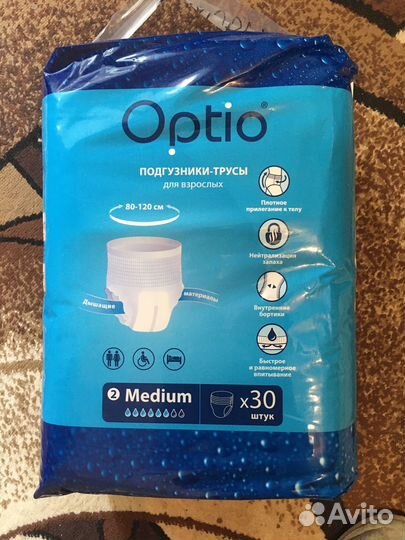 Optio®
ПОДГУЗНИКИ-ТРУСЫ
для взрослых
80-120 см
Плотное
прилегание к телу
Нейтрализация
запаха
Дышащие
материалы
Внутренние
бортики
Быстрое
и равномерное
впитывание
2 Medium
x30
ШТУК
Avito